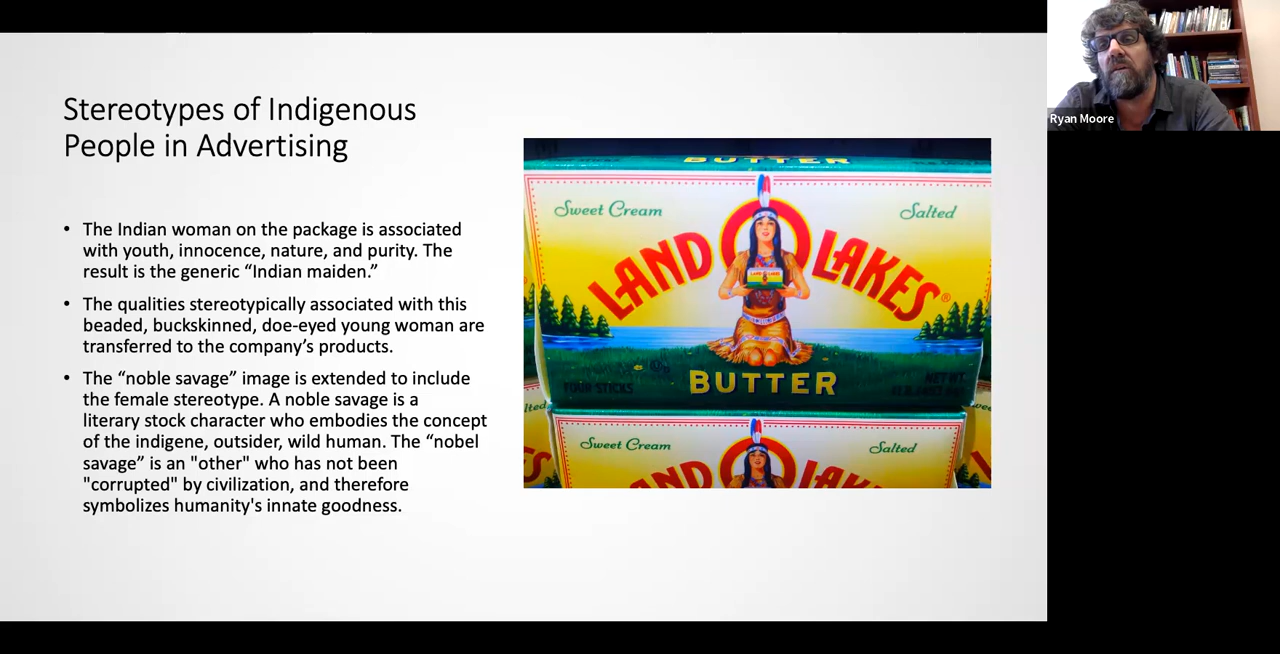 Stereotypes of Indigenous
People in Advertising
• The Indian woman on the package is associated
with youth, innocence, nature, and purity. The
result is the generic “Indian maiden.”
• The qualities stereotypically associated with this
beaded, buckskinned, doe-eyed young woman are
transferred to the company’s products.
• The “noble savage” image is extended to include
the female stereotype. A noble savage is a
literary stock character who embodies the concept
of the indigene, outsider, wild human. The “nobel
savage” is an "other" who has not been
"corrupted" by civilization, and therefore
symbolizes humanity's innate goodness.
FOUR STICKS
BUTTER
Sweet Cream
Salted
LAND O LAKES®
LAND O LAKES
FOUR STICKS
BUTTER
NET WT
Sweet Cream
Salted
LAND LAK
Ryan Moore